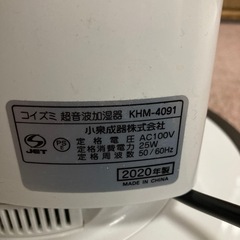 コイズミ 超音波加湿器 KHM-4091
小泉成器株式会社
定格電圧 AC100V
定格消費電力 25W
定格周波数 50/60Hz
S JET
PS E
2020年製
MADE IN CHINA